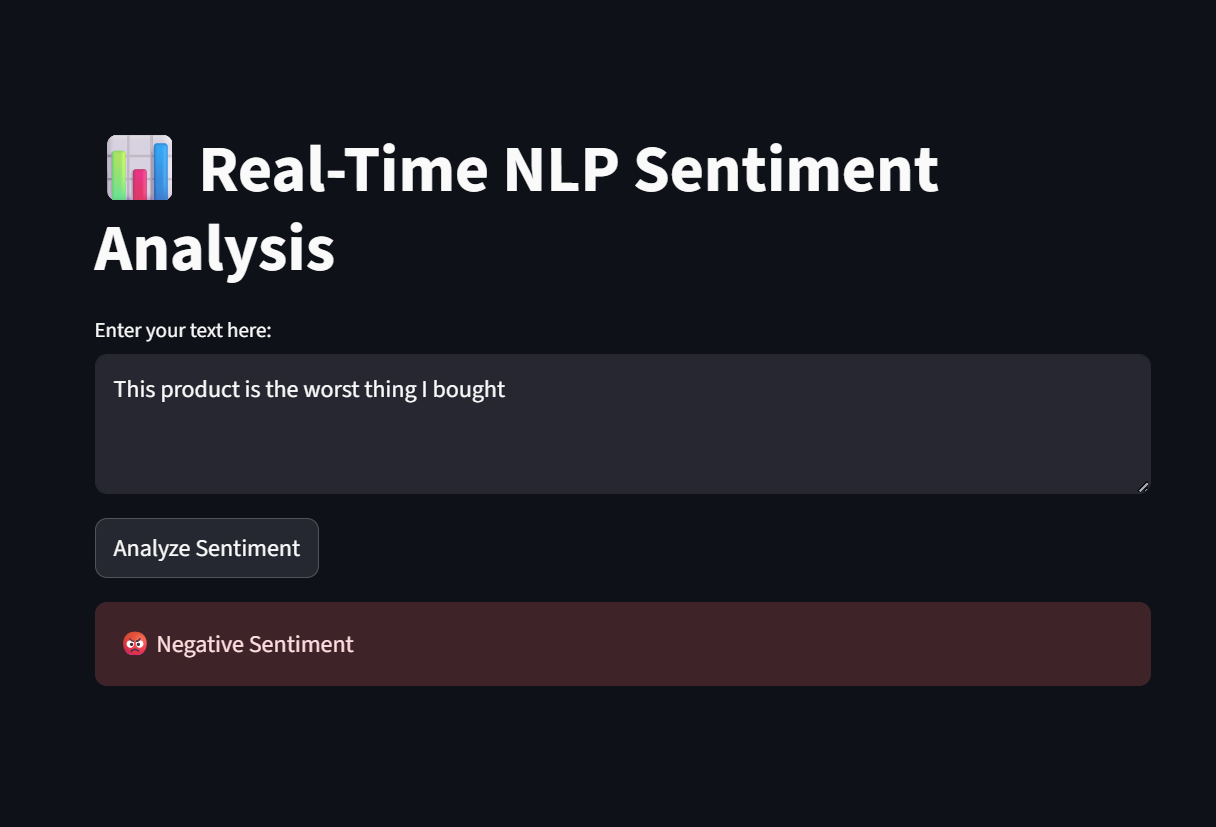 📊 Real-Time NLP Sentiment
Analysis
Enter your text here:
This product is the worst thing I bought
Analyze Sentiment
😡 Negative Sentiment